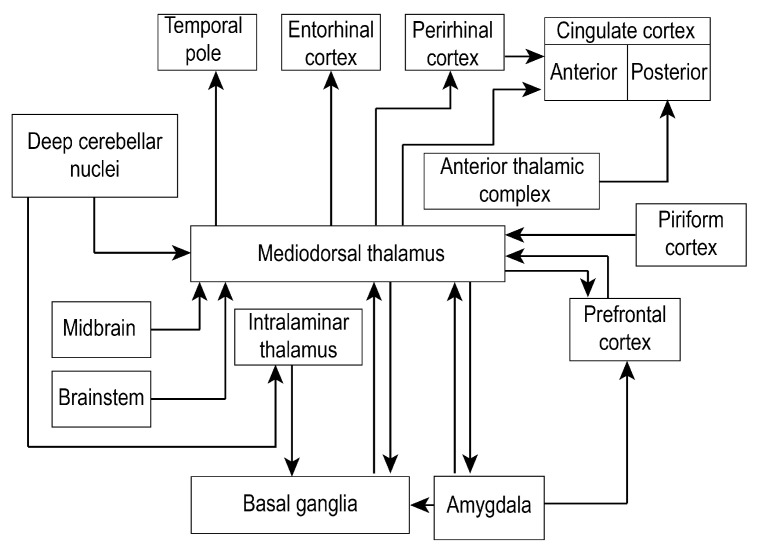 Temporal
pole
Entorhinal
cortex
Perirhinal
cortex
Cingulate cortex
Anterior
Posterior
Deep cerebellar
nuclei
Anterior thalamic
complex
Piriform
cortex
Mediodorsal thalamus
Midbrain
Intralaminar
thalamus
Prefrontal
cortex
Brainstem
Basal ganglia
Amygdala